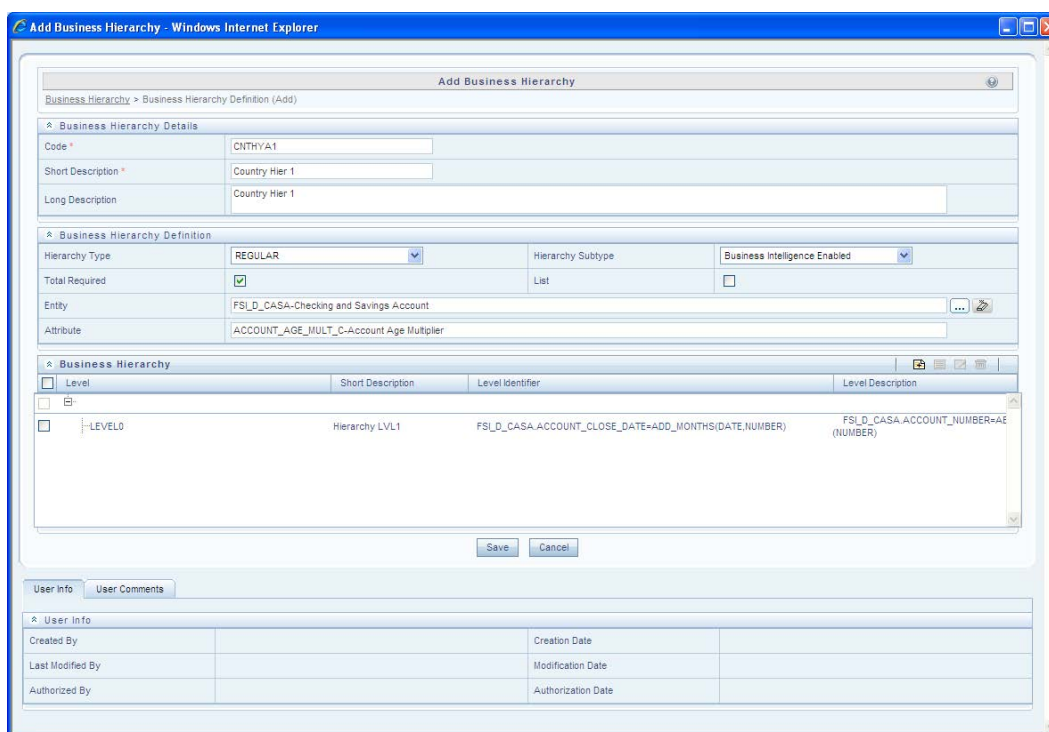 Add Business Hierarchy - Windows Internet Explorer
Add Business Hierarchy
Business Hierarchy > Business Hierarchy Definition (Add)
Business Hierarchy Details
Code * CNTHYA1
Short Description * Country Hier 1
Long Description Country Hier 1
Business Hierarchy Definition
Hierarchy Type REGULAR Hierarchy Subtype Business Intelligence Enabled
Total Required List
Entity FSI_D_CASA-Checking and Savings Account ...
Attribute ACCOUNT_AGE_MULT_C-Account Age Multiplier
Business Hierarchy
Level Short Description Level Identifier Level Description
LEVEL0 Hierarchy LVL1 FSI_D_CASA.ACCOUNT_CLOSE_DATE=ADD_MONTHS(DATE,NUMBER) FSI_D_CASA.ACCOUNT_NUMBER=AB
(NUMBER)
Save Cancel
User Info User Comments
User Info
Created By Creation Date
Last Modified By Modification Date
Authorized By Authorization Date